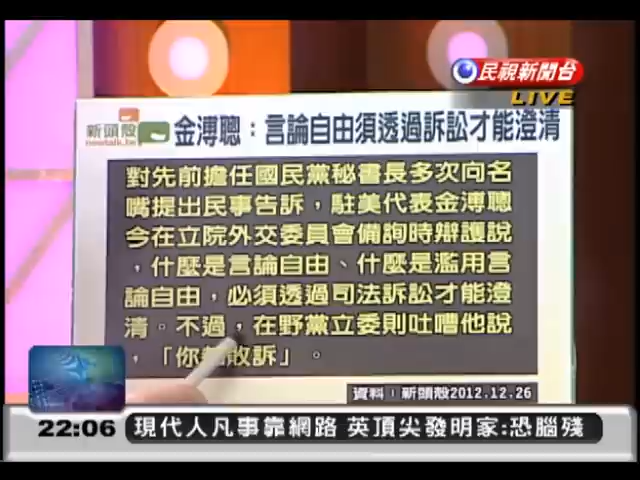 民視新聞台
LIVE
新頭殼
newtalk.tw
金溥聰：言論自由須透過訴訟才能澄清
對先前擔任國民黨秘書長多次向名
嘴提出民事告訴，駐美代表金溥聰
今在立院外交委員會備詢時辯護說
，什麼是言論自由、什麼是濫用言
論自由，必須透過司法訴訟才能澄
清。不過，在野黨立委則吐嘈他說
，「你 敗訴」。
資料：新頭殼2012.12.26
22:06 現代人凡事靠網路 英頂尖發明家:恐腦殘